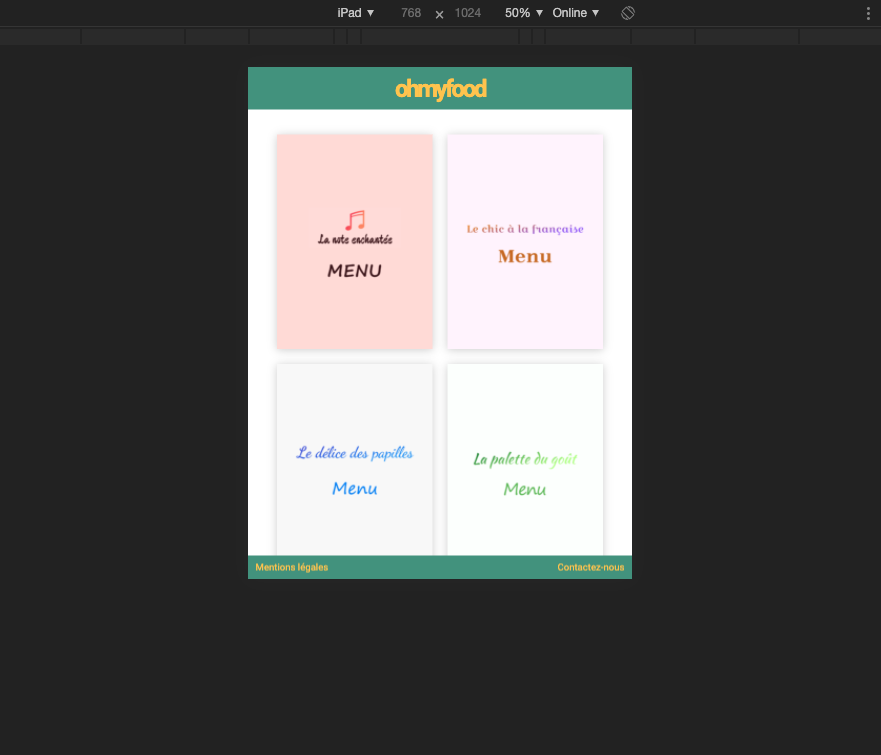 iPad ▼ 768 × 1024 50% ▼ Online ▼
ohmyfood
La note enchantée
MENU
Le chic à la française
Menu
Le délice des papilles
Menu
La palette du goût
Menu
Mentions légales
Contactez-nous